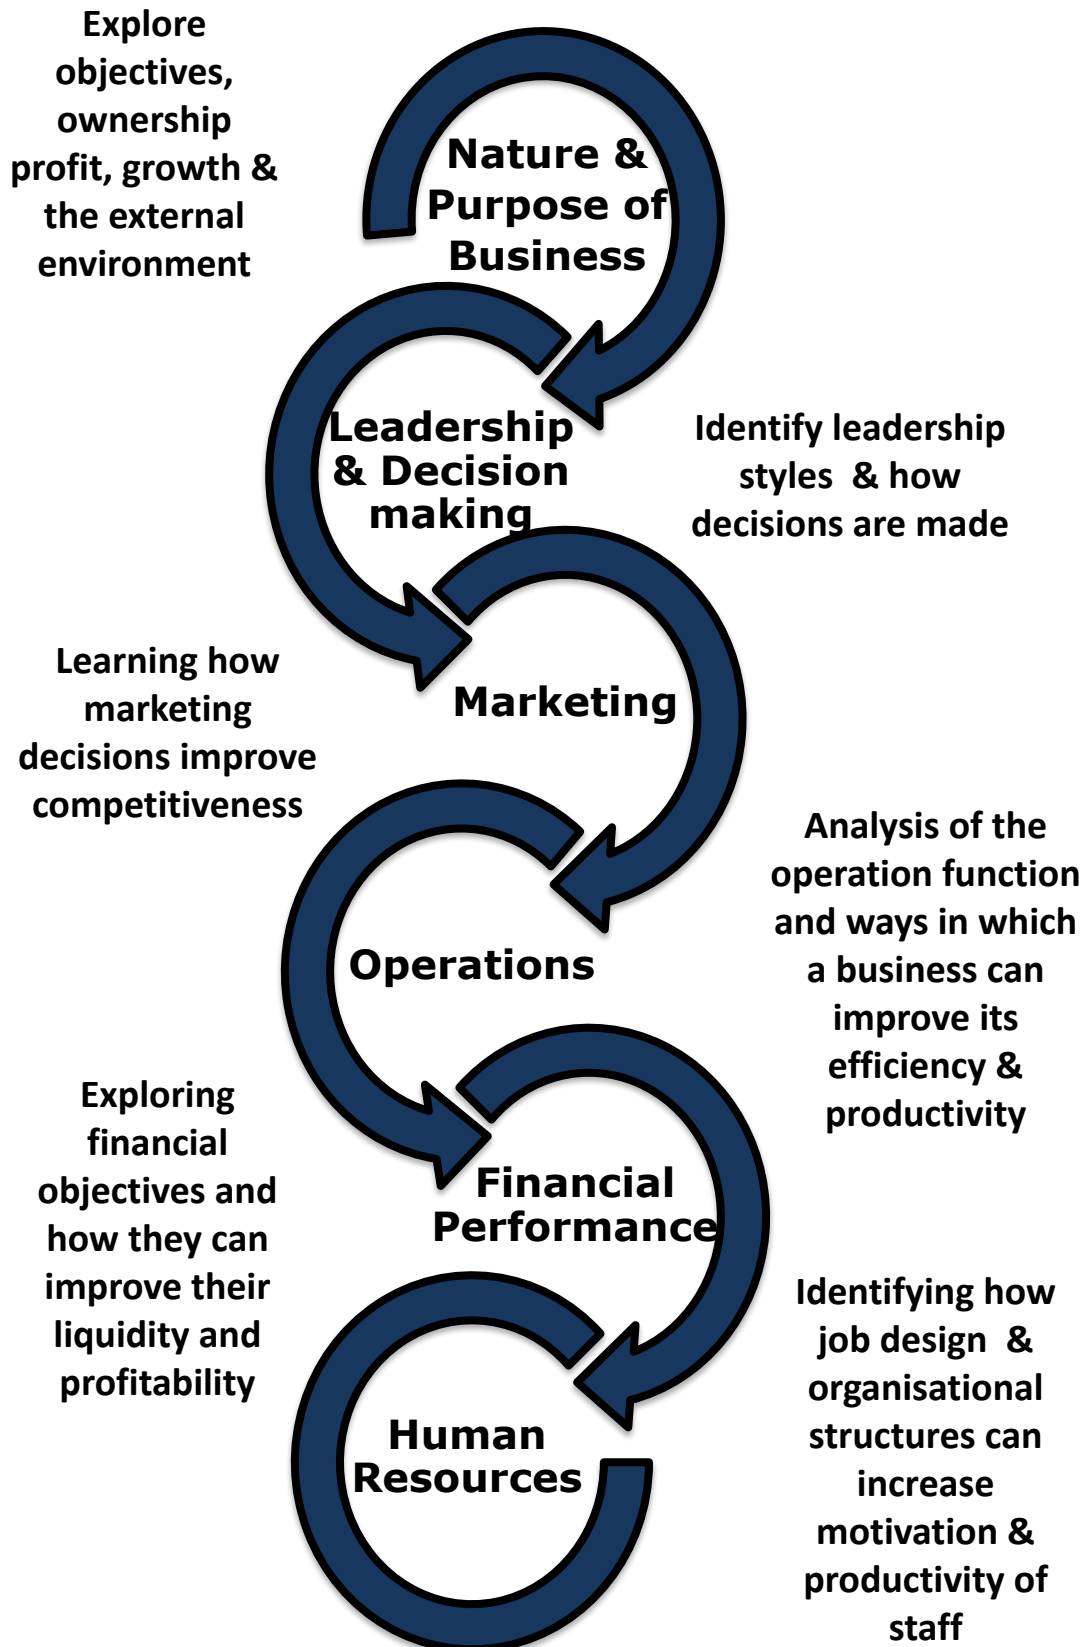 Explore
objectives,
ownership
profit, growth &
the external
environment
Nature &
Purpose of
Business
Leadership
& Decision
making
Identify leadership
styles & how
decisions are made
Learning how
marketing
decisions improve
competitiveness
Marketing
Analysis of the
operation function
and ways in which
a business can
improve its
efficiency &
productivity
Operations
Exploring
financial
objectives and
how they can
improve their
liquidity and
profitability
Financial
Performance
Identifying how
job design &
organisational
structures can
increase
motivation &
productivity of
staff
Human
Resources